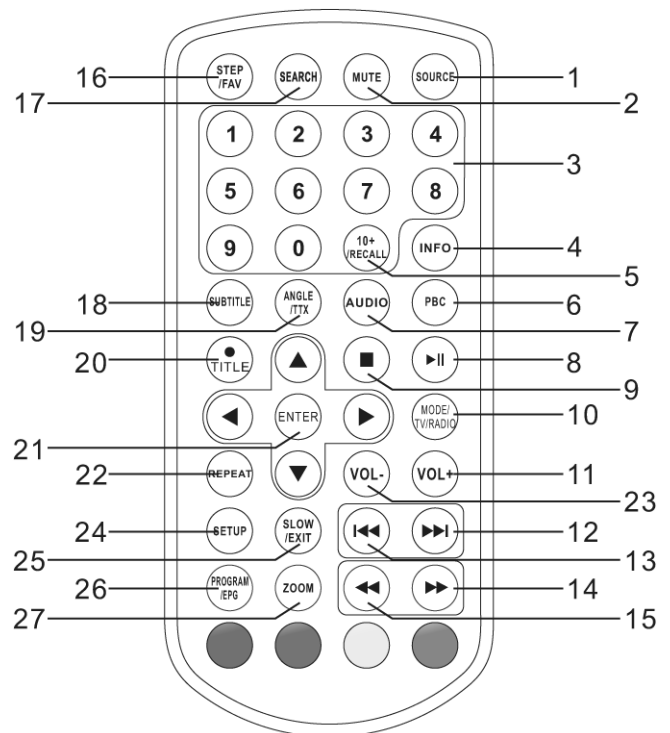 16 STEP SEARCH MUTE SOURCE 1
/FAV
17 2
1 2 3 4
3
5 6 7 8
9 0 10+ INFO 4
/RECALL
5
18 SUBTITLE ANGLE AUDIO PBC 6
/TTX
19 7
20 TITLE 8
9
ENTER MODE/ 10
TV/RADIO
21
22 REPEAT VOL- VOL+ 11
23
24 SETUP SLOW 12
/EXIT
25 13
26 PROGRAM ZOOM 14
/EPG
27 15